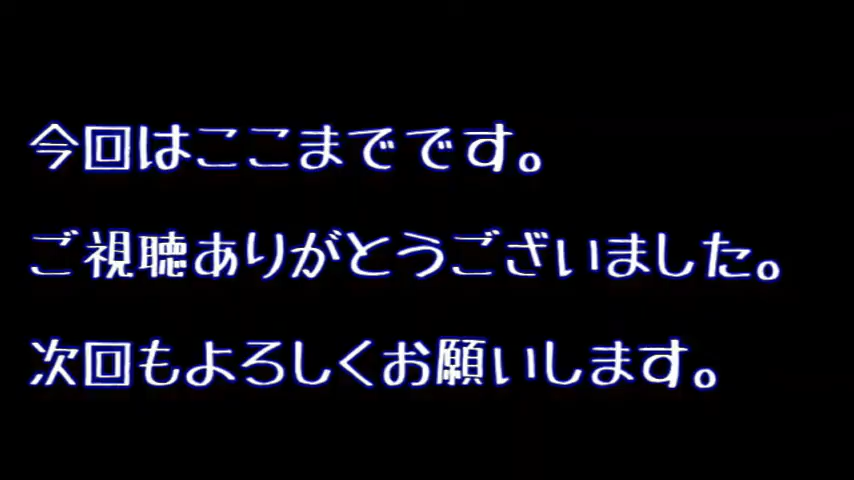 今回はここまでです。
ご視聴ありがとうございました。
次回もよろしくお願いします。